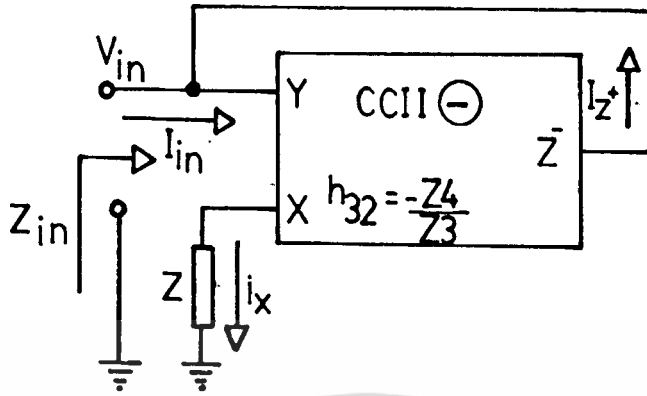 Vin
Y
CCII −
Iz+
Iin
Z-
Zin
X
h32 = -Z4/Z3
Z
ix